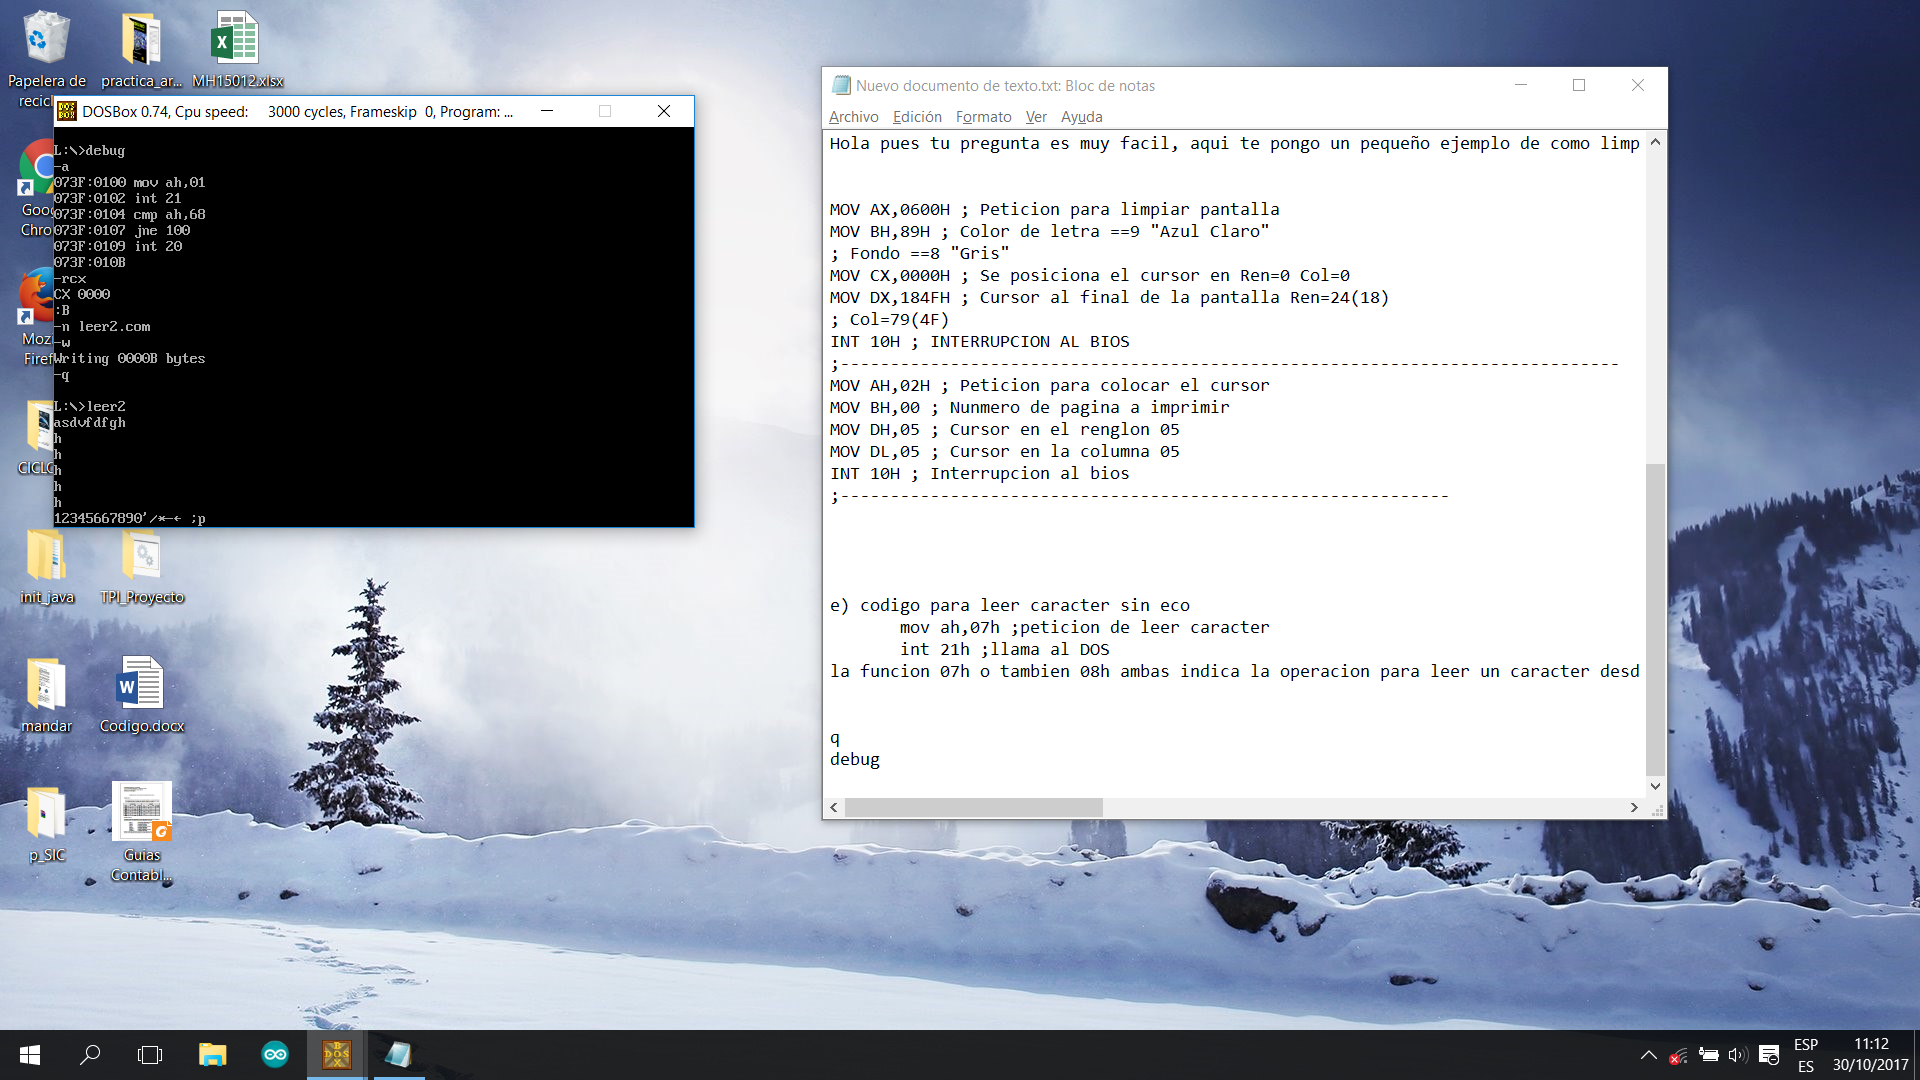 Papelera de
recicl
practica_ar...
MH15012.xlsx
Goo
Chro
Moz
Firef
CICLO
init_java
TPI_Proyecto
mandar
Codigo.docx
p_SIC
Guias
Contabl...
DOSBox 0.74, Cpu speed:     3000 cycles, Frameskip  0, Program: ...
L:\>debug
-a
073F:0100 mov ah,01
073F:0102 int 21
073F:0104 cmp ah,68
073F:0107 jne 100
073F:0109 int 20
073F:010B
-rcx
CX 0000
:B
-n leer2.com
-w
Writing 0000B bytes
-q
L:\>leer2
asdvfdfgh
h
h
h
h
h
12345667890'/*←← ;p
Nuevo documento de texto.txt: Bloc de notas
Archivo Edición Formato Ver Ayuda
Hola pues tu pregunta es muy facil, aqui te pongo un pequeño ejemplo de como limp
MOV AX,0600H ; Peticion para limpiar pantalla
MOV BH,89H ; Color de letra ==9 "Azul Claro"
; Fondo ==8 "Gris"
MOV CX,0000H ; Se posiciona el cursor en Ren=0 Col=0
MOV DX,184FH ; Cursor al final de la pantalla Ren=24(18)
; Col=79(4F)
INT 10H ; INTERRUPCION AL BIOS
;------------------------------------------------------------------------------
MOV AH,02H ; Peticion para colocar el cursor
MOV BH,00 ; Nunmero de pagina a imprimir
MOV DH,05 ; Cursor en el renglon 05
MOV DL,05 ; Cursor en la columna 05
INT 10H ; Interrupcion al bios
;-------------------------------------------------------------
e) codigo para leer caracter sin eco
mov ah,07h ;peticion de leer caracter
int 21h ;llama al DOS
la funcion 07h o tambien 08h ambas indica la operacion para leer un caracter desd
q
debug
ESP
ES
11:12
30/10/2017